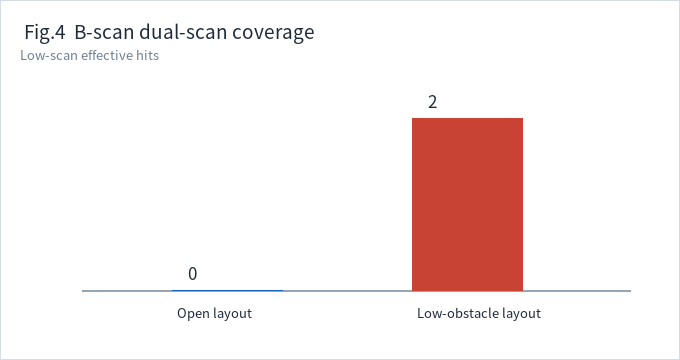 Fig.4 B-scan dual-scan coverage
Low-scan effective hits
2
0
Open layout
Low-obstacle layout